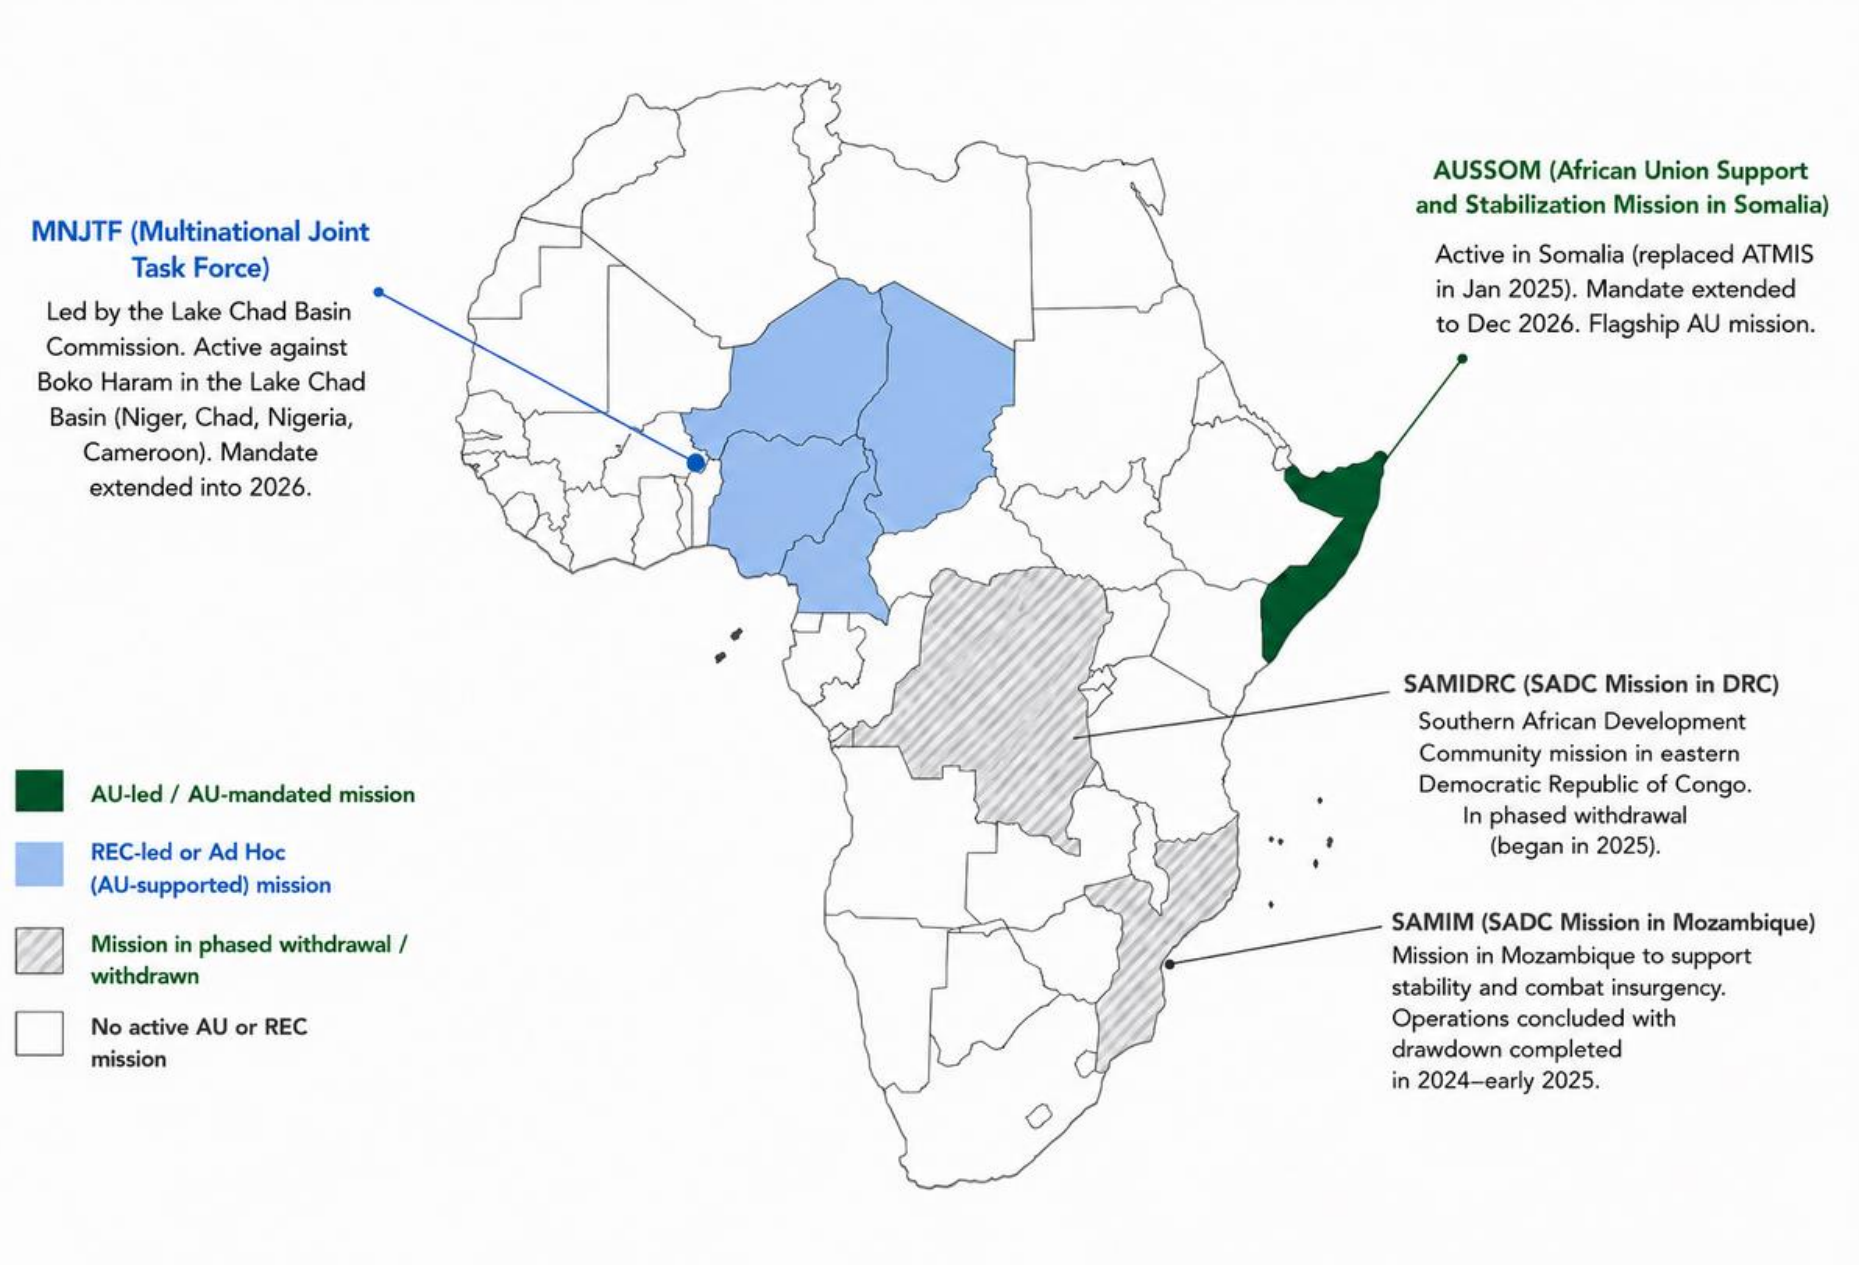 MNJTF (Multinational Joint
Task Force)
Led by the Lake Chad Basin
Commission. Active against
Boko Haram in the Lake Chad
Basin (Niger, Chad, Nigeria,
Cameroon). Mandate
extended into 2026.
AUSSOM (African Union Support
and Stabilization Mission in Somalia)
Active in Somalia (replaced ATMIS
in Jan 2025). Mandate extended
to Dec 2026. Flagship AU mission.
SAMIDRC (SADC Mission in DRC)
Southern African Development
Community mission in eastern
Democratic Republic of Congo.
In phased withdrawal
(began in 2025).
SAMIM (SADC Mission in Mozambique)
Mission in Mozambique to support
stability and combat insurgency.
Operations concluded with
drawdown completed
in 2024–early 2025.
AU-led / AU-mandated mission
REC-led or Ad Hoc
(AU-supported) mission
Mission in phased withdrawal /
withdrawn
No active AU or REC
mission